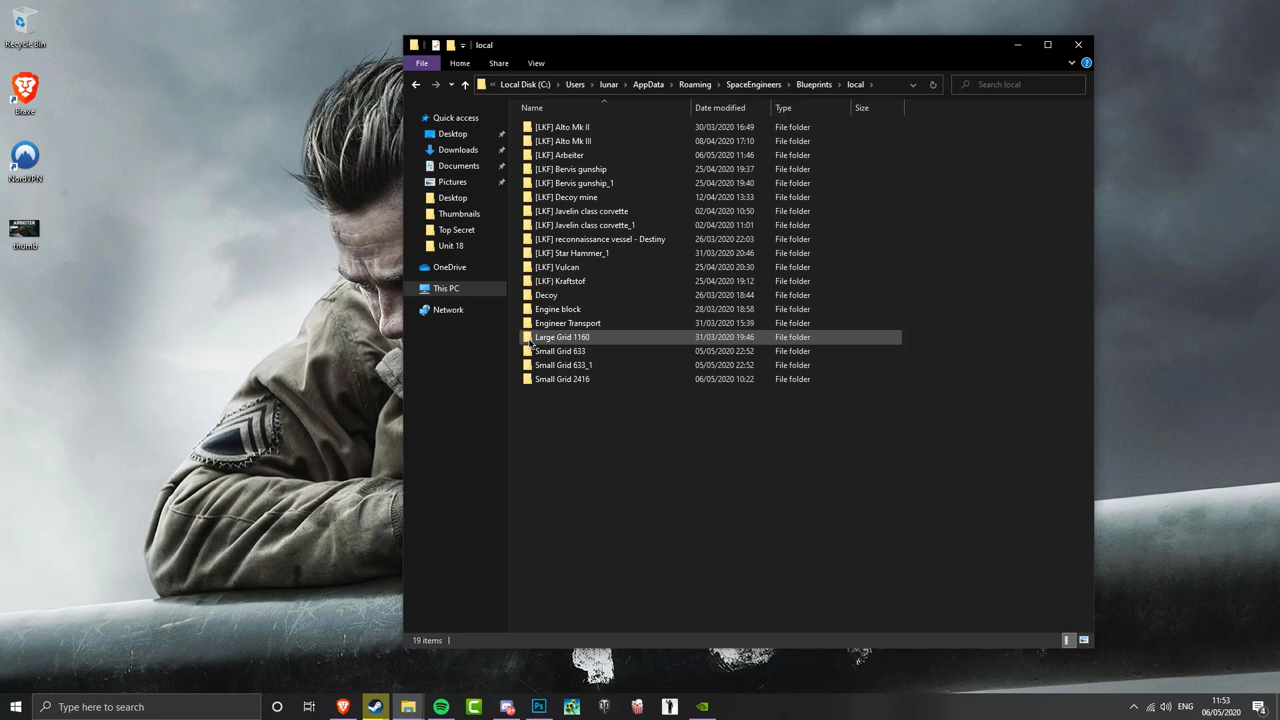 Recycle Bin
Brave
NordVPN
thumb
local
File Home Share View
« Local Disk (C:) › Users › lunar › AppData › Roaming › SpaceEngineers › Blueprints › local ›
Search local
Name Date modified Type Size
Quick access
Desktop
Downloads
Documents
Pictures
Desktop
Thumbnails
Top Secret
Unit 18
OneDrive
This PC
Network
[LKF] Alto Mk II 30/03/2020 16:49 File folder
[LKF] Alto Mk III 08/04/2020 17:10 File folder
[LKF] Arbeiter 06/05/2020 11:46 File folder
[LKF] Bervis gunship 25/04/2020 19:37 File folder
[LKF] Bervis gunship_1 25/04/2020 19:40 File folder
[LKF] Decoy mine 12/04/2020 13:33 File folder
[LKF] Javelin class corvette 02/04/2020 10:50 File folder
[LKF] Javelin class corvette_1 02/04/2020 11:01 File folder
[LKF] reconnaissance vessel - Destiny 26/03/2020 22:03 File folder
[LKF] Star Hammer_1 31/03/2020 20:46 File folder
[LKF] Vulcan 25/04/2020 20:30 File folder
[LKF} Kraftstof 25/04/2020 19:12 File folder
Decoy 26/03/2020 18:44 File folder
Engine block 28/03/2020 18:58 File folder
Engineer Transport 31/03/2020 15:39 File folder
Large Grid 1160 31/03/2020 19:46 File folder
Small Grid 633 05/05/2020 22:52 File folder
Small Grid 633_1 05/05/2020 22:52 File folder
Small Grid 2416 06/05/2020 10:22 File folder
19 items
Type here to search
Ps
ENG
11:53
06/05/2020